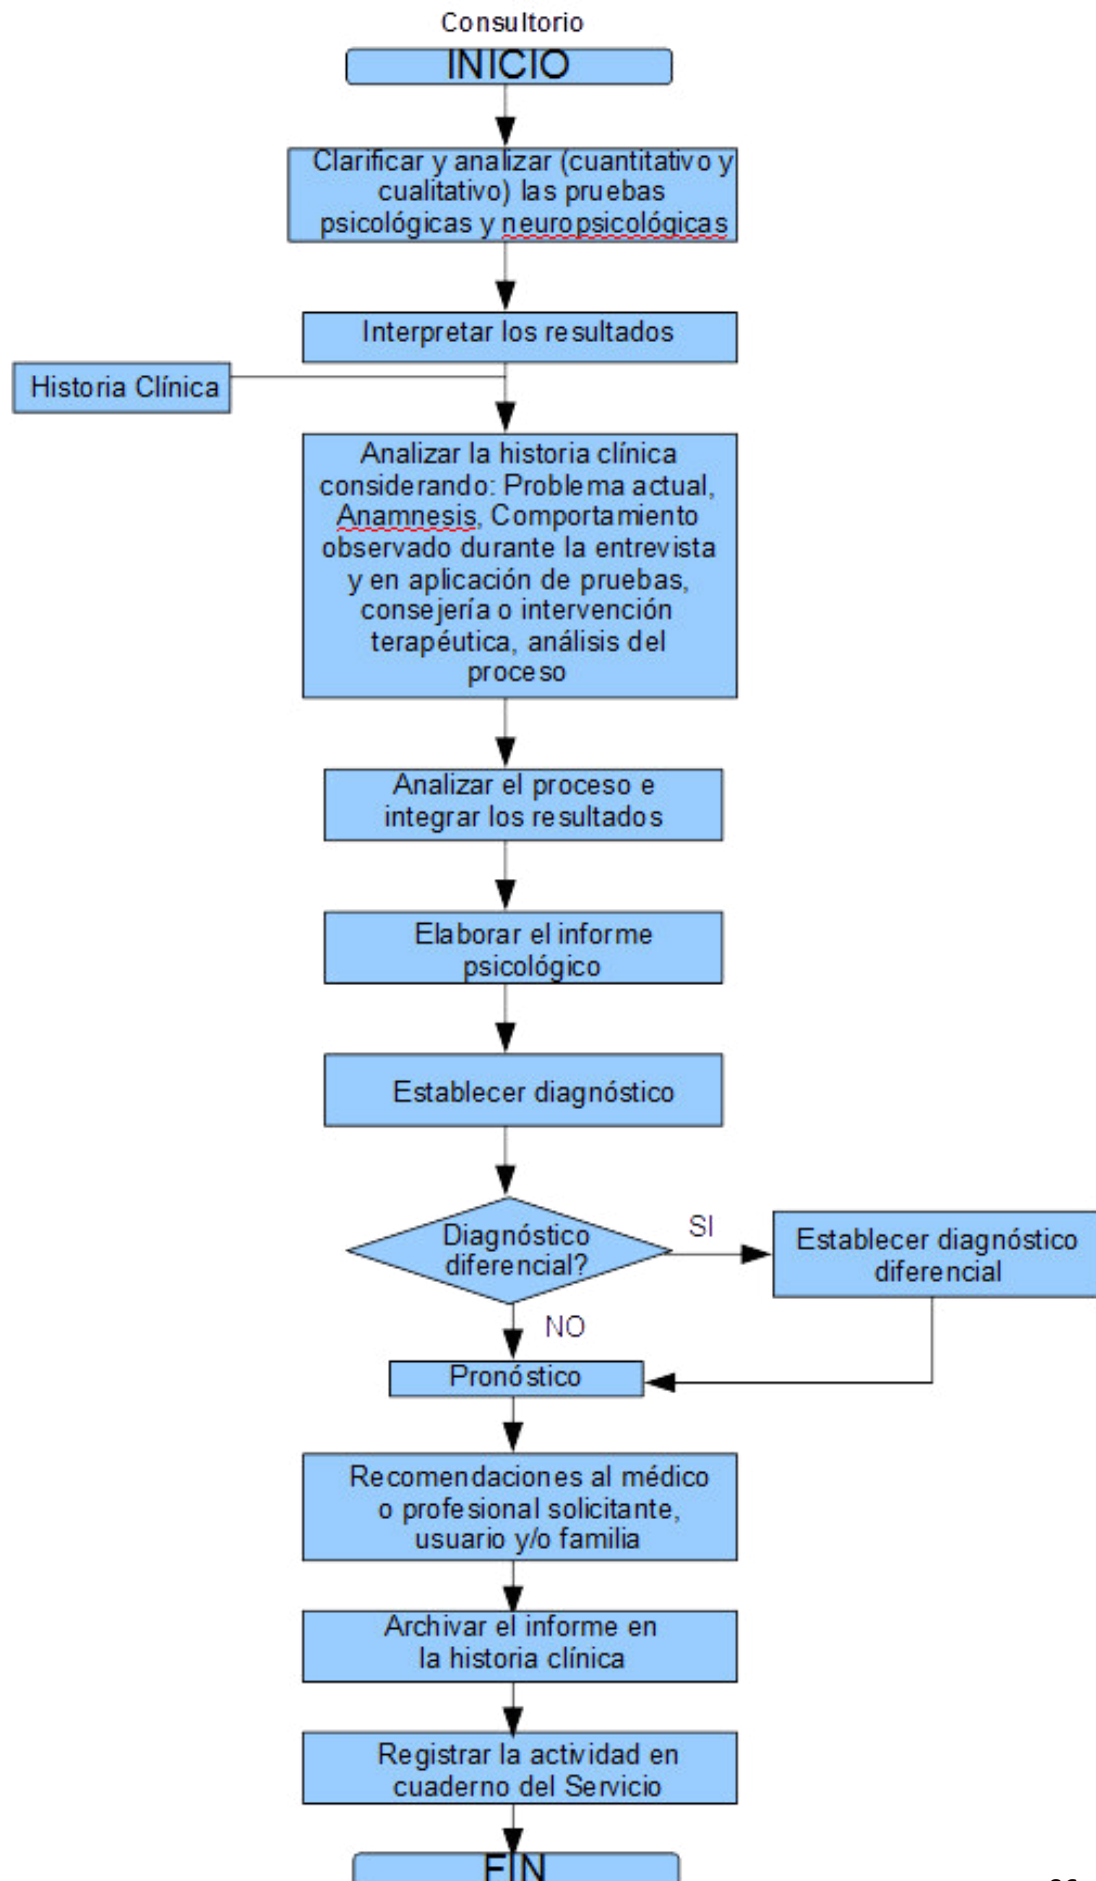 Consultorio
INICIO
Clarificar y analizar (cuantitativo y
cualitativo) las pruebas
psicológicas y neuropsicológicas
Interpretar los resultados
Historia Clínica
Analizar la historia clínica
considerando: Problema actual,
Anamnesis, Comportamiento
observado durante la entrevista
y en aplicación de pruebas,
consejería o intervención
terapéutica, análisis del
proceso
Analizar el proceso e
integrar los resultados
Elaborar el informe
psicológico
Establecer diagnóstico
Diagnóstico
diferencial?
SI
Establecer diagnóstico
diferencial
NO
Pronóstico
Recomendaciones al médico
o profesional solicitante,
usuario y/o familia
Archivar el informe en
la historia clínica
Registrar la actividad en
cuaderno del Servicio
FIN